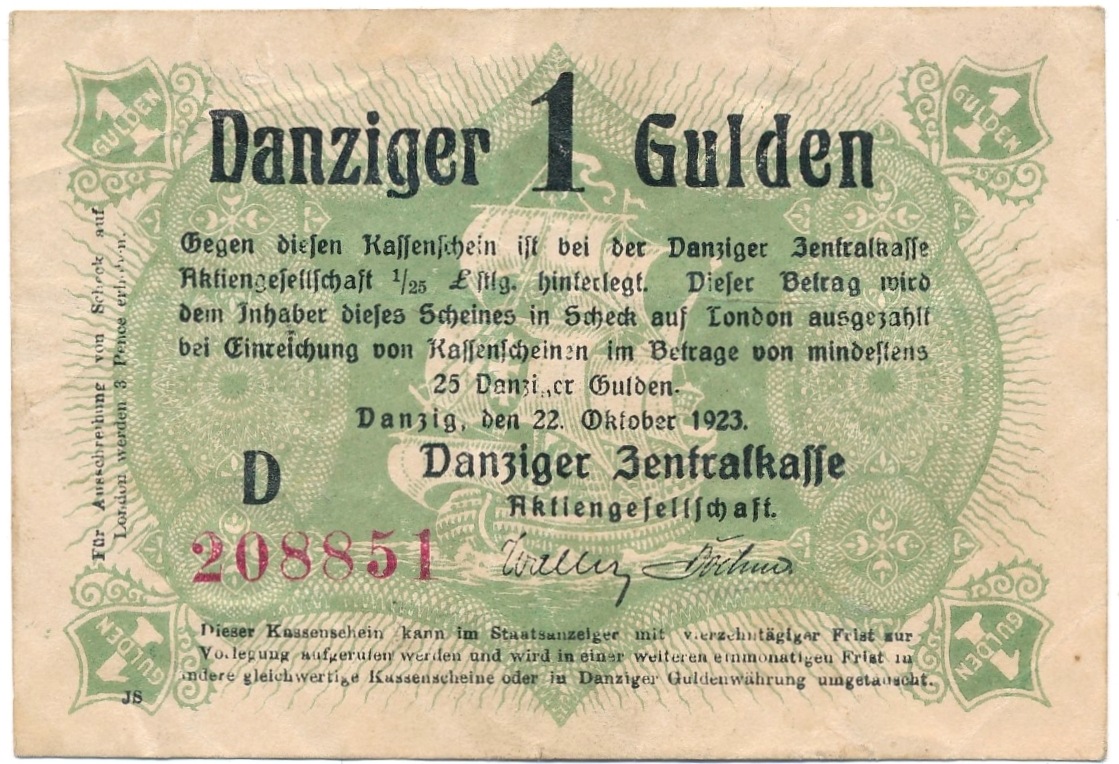 1 GULDEN
1 GULDEN
Danziger 1 Gulden
Gegen diesen Kassenschein ist bei der Danziger Zentralkasse
Aktiengesellschaft 1/25 £ stlg. hinterlegt. Dieser Betrag wird
dem Inhaber dieses Scheines in Scheck auf London ausgezahlt
bei Einreichung von Kassenscheinen im Betrage von mindestens
25 Danziger Gulden.
Danzig, den 22. Oktober 1923.
Danziger Zentralkasse
Aktiengesellschaft.
D
208851
Für Ausschreibung von Scheck auf
London werden 3 Pence erhoben.
Dieser Kassenschein kann im Staatsanzeiger mit vierzehntägiger Frist zur
Vorlegung aufgerufen werden und wird in einer weiteren einmonatigen Frist in
andere gleichwertige Kassenscheine oder in Danziger Guldenwährung umgetauscht.
1 GULDEN
1 GULDEN
JS